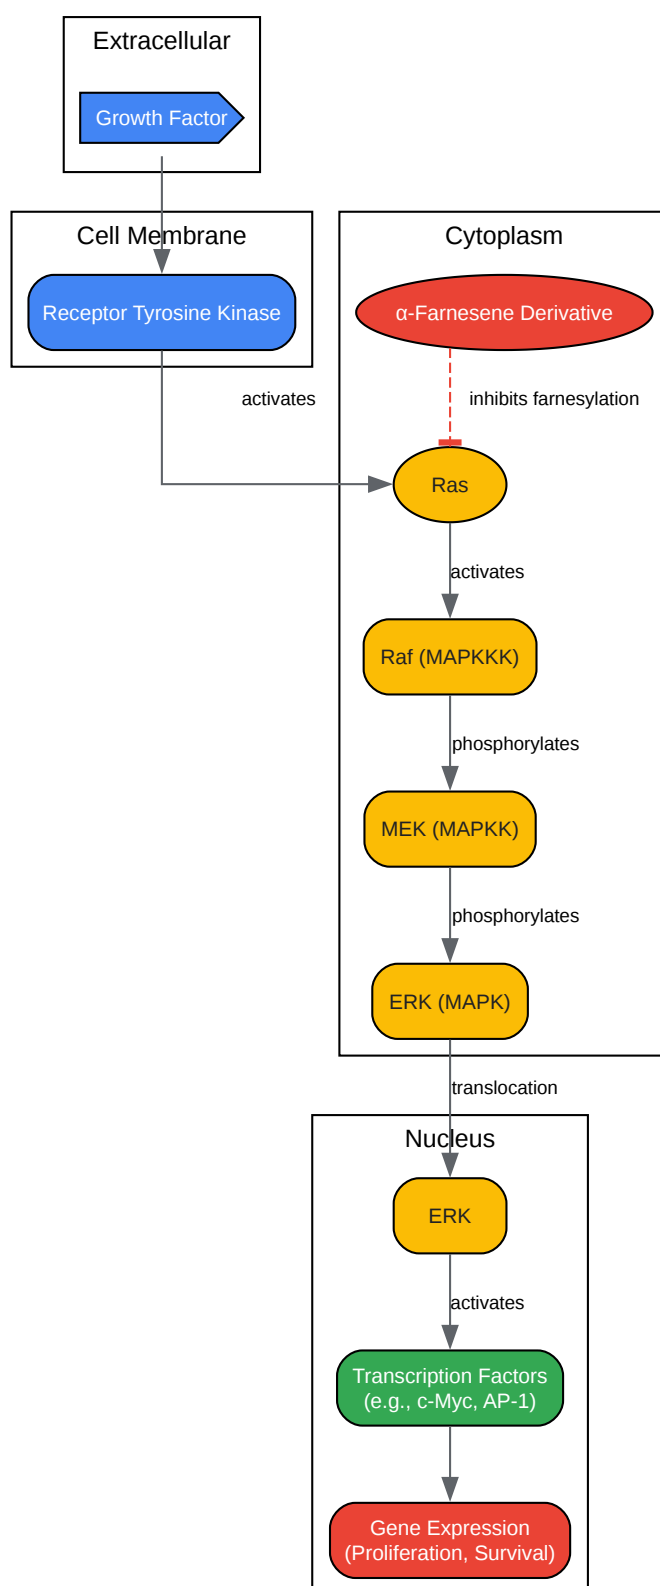 Extracellular
Growth Factor
Cell Membrane
Receptor Tyrosine Kinase
Cytoplasm
α-Farnesene Derivative
activates
inhibits farnesylation
Ras
activates
Raf (MAPKKK)
phosphorylates
MEK (MAPKK)
phosphorylates
ERK (MAPK)
translocation
Nucleus
ERK
activates
Transcription Factors
(e.g., c-Myc, AP-1)
Gene Expression
(Proliferation, Survival)